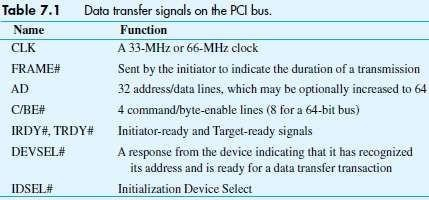 Table 7.1 Data transfer signals on the PCI bus.
Name Function
CLK A 33-MHz or 66-MHz clock
FRAME# Sent by the initiator to indicate the duration of a transmission
AD 32 address/data lines, which may be optionally increased to 64
C/BE# 4 command/byte-enable lines (8 for a 64-bit bus)
IRDY#, TRDY# Initiator-ready and Target-ready signals
DEVSEL# A response from the device indicating that it has recognized
its address and is ready for a data transfer transaction
IDSEL# Initialization Device Select